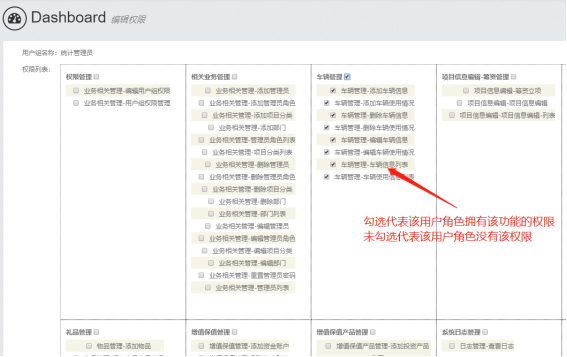 Dashboard 编辑权限
用户组名称: 统计管理员
权限列表:
权限管理
业务相关管理-编辑用户组权限
业务相关管理-用户组权限管理
相关业务管理
业务相关管理-添加管理员
业务相关管理-添加管理员角色
业务相关管理-添加项目分类
业务相关管理-添加部门
业务相关管理-管理员角色列表
业务相关管理-项目分类列表
业务相关管理-删除管理员
业务相关管理-删除管理员角色
业务相关管理-删除项目分类
业务相关管理-删除部门
业务相关管理-部门列表
业务相关管理-编辑管理员
业务相关管理-编辑管理员角色
业务相关管理-编辑项目分类
业务相关管理-编辑部门
业务相关管理-重置管理员密码
业务相关管理-管理员列表
车辆管理
车辆管理-添加车辆信息
车辆管理-添加车辆使用情况
车辆管理-删除车辆信息
车辆管理-删除车辆使用情况
车辆管理-编辑车辆信息
车辆管理-编辑车辆使用情况
车辆管理-车辆信息列表
车辆管理-车辆使用信息列表
项目信息编辑-筹资管理
项目信息编辑-筹资立项
项目信息编辑-项目信息编辑
项目信息编辑-项目信息编辑-列表
勾选代表该用户角色拥有该功能的权限
未勾选代表该用户角色没有该权限
礼品管理
物品管理-添加物品
增值保值管理
增值保值管理-添加资金账户
增值保值产品管理
增值保值产品管理-添加投资产品
系统日志管理
日志管理-查看日志